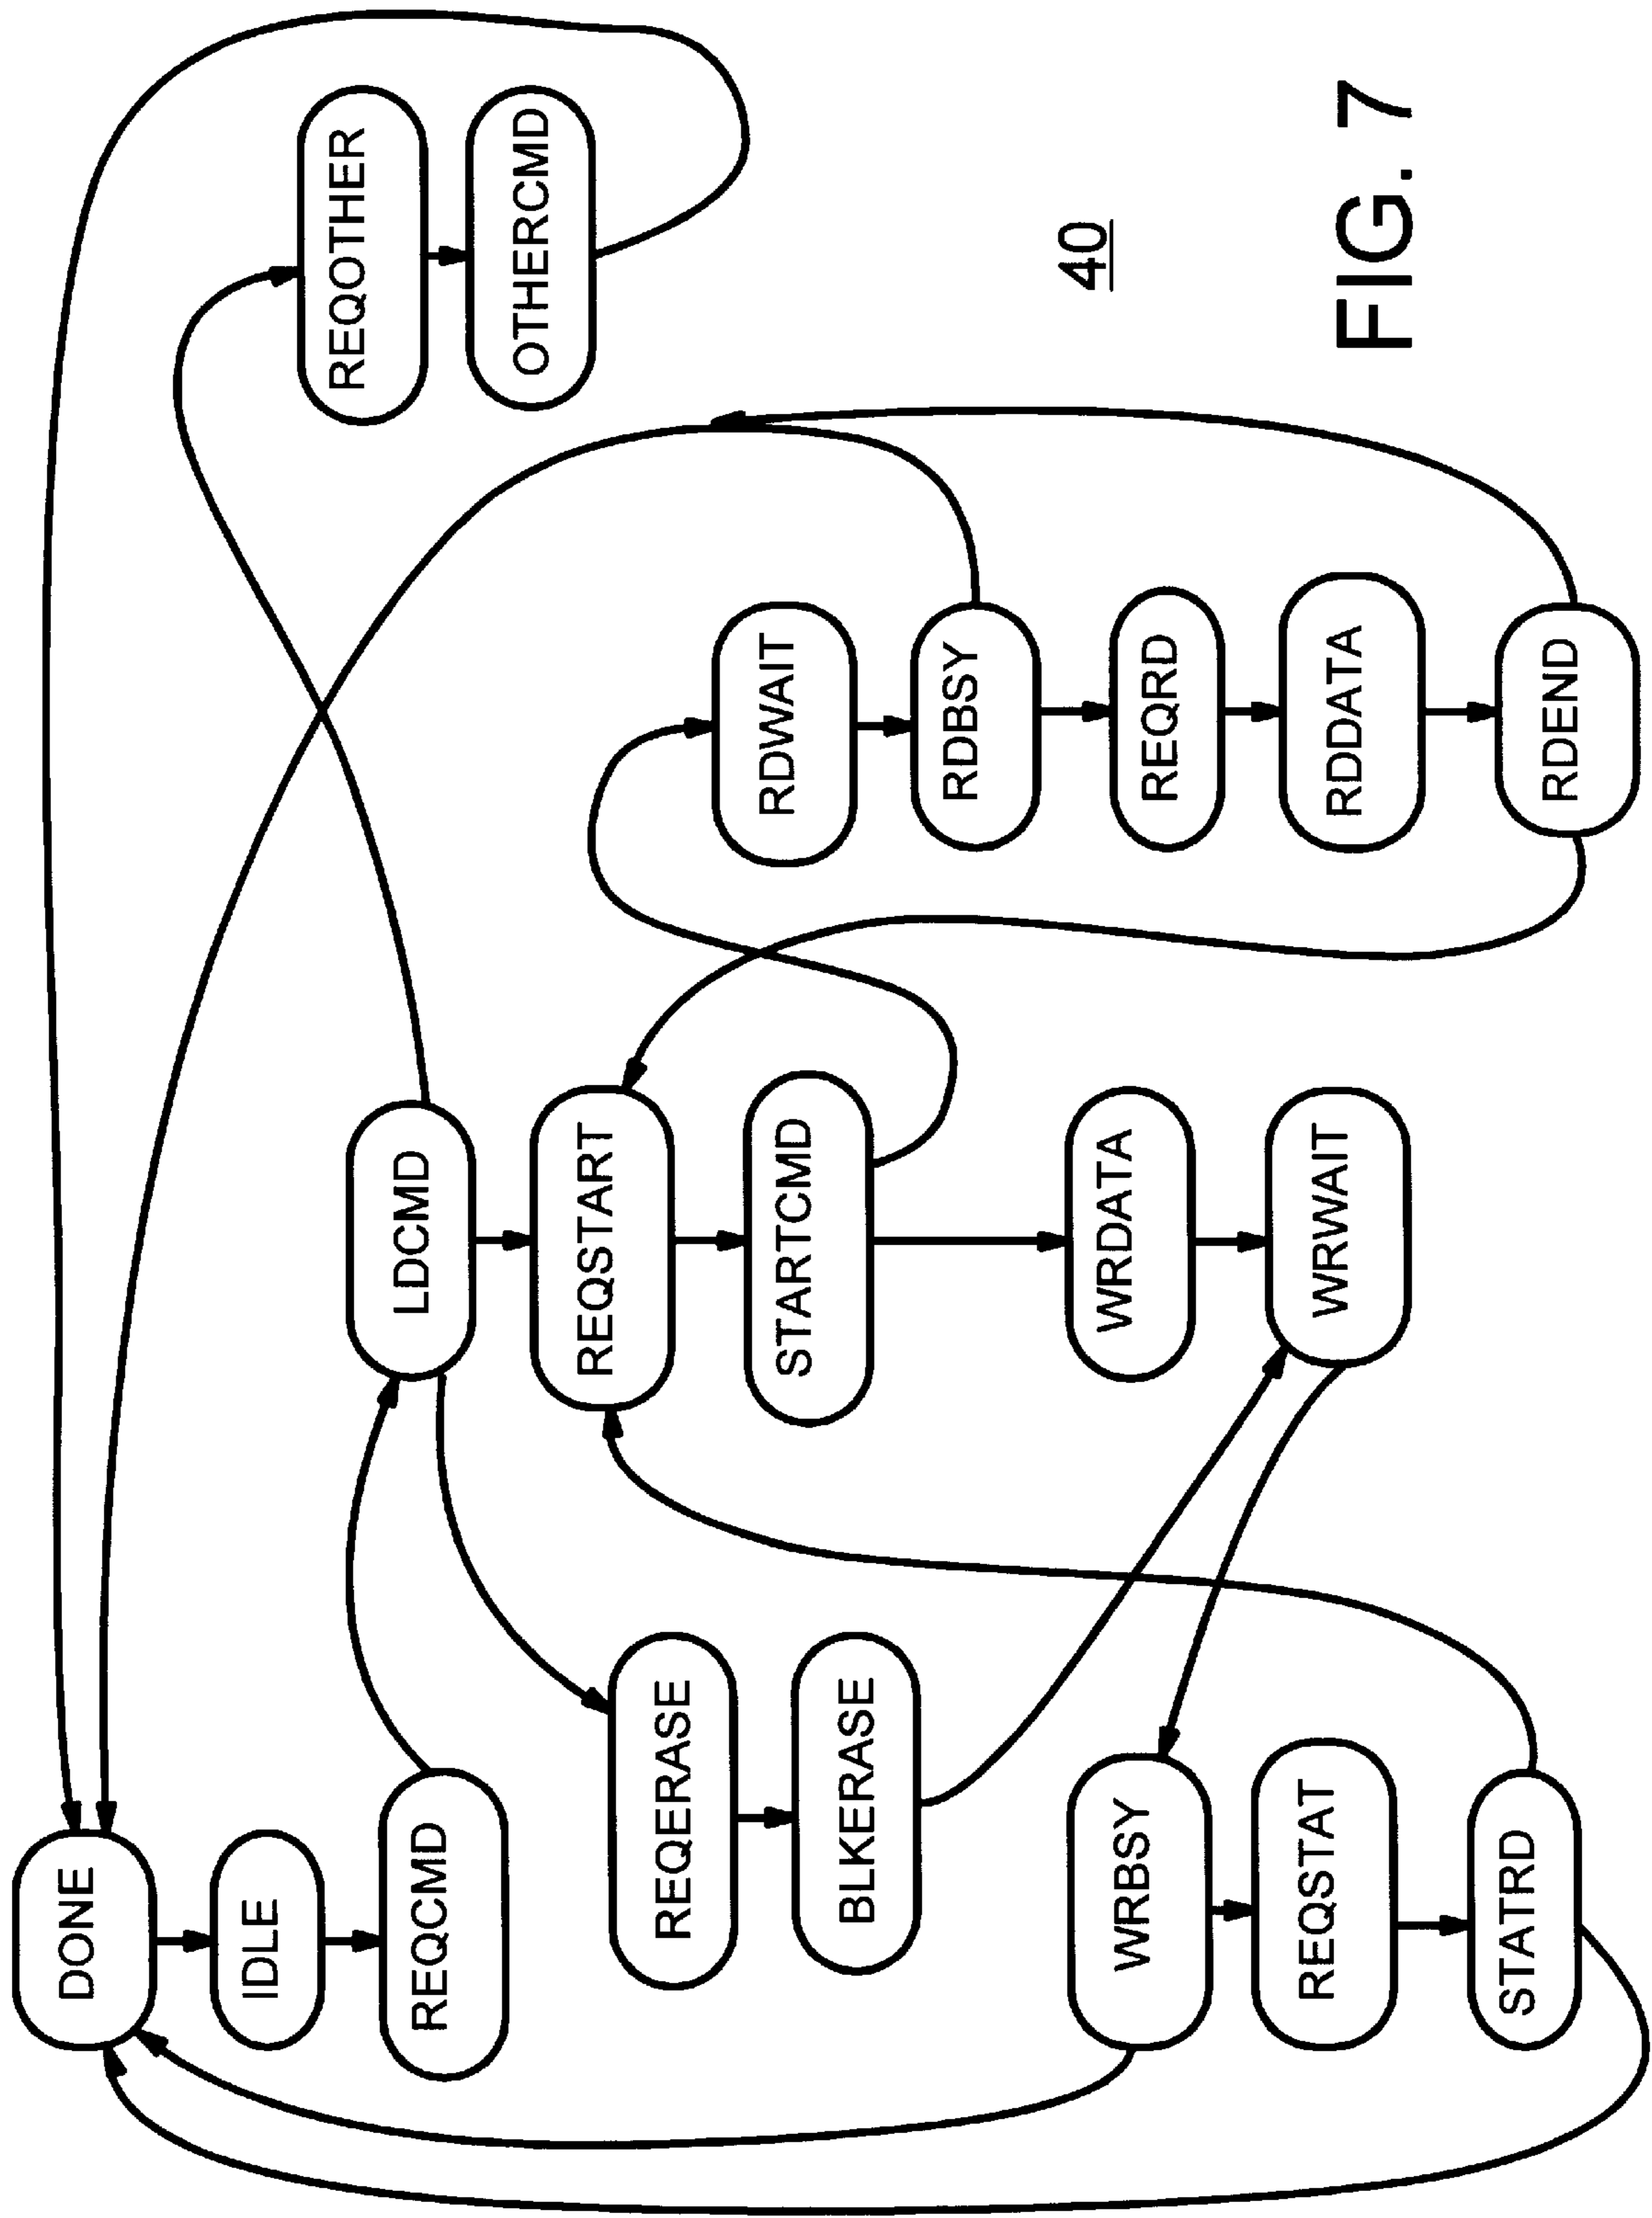 DONE
IDLE
REQCMD
LDCMD
REQSTART
STARTCMD
REQERASE
BLKERASE
WRDATA
WRWAIT
WRBSY
REQSTAT
STATRD
RDWAIT
RDBSY
REQRD
RDDATA
RDEND
REQOTHER
OTHERCMD
40
FIG. 7